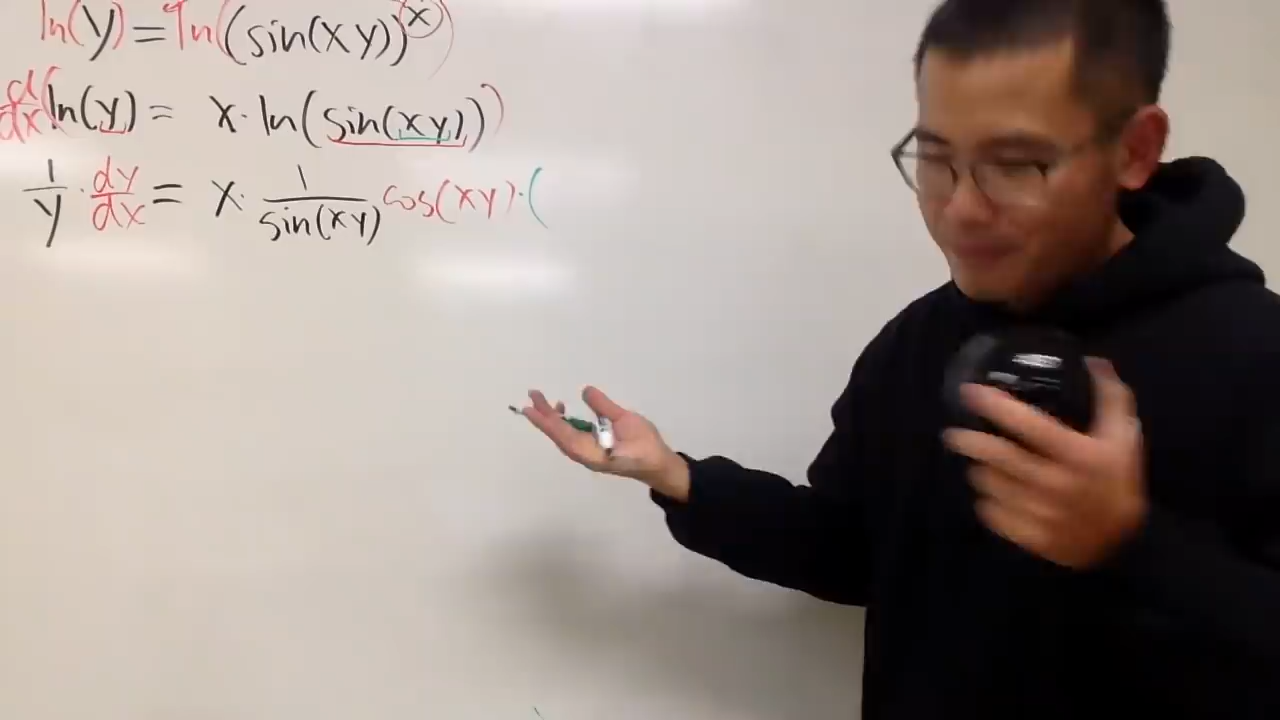 ln(y) = ln((sin(xy))^x)
d/dx(ln(y) = x·ln(sin(xy)))
1/y · dy/dx = x · 1/sin(xy) cos(xy)·(